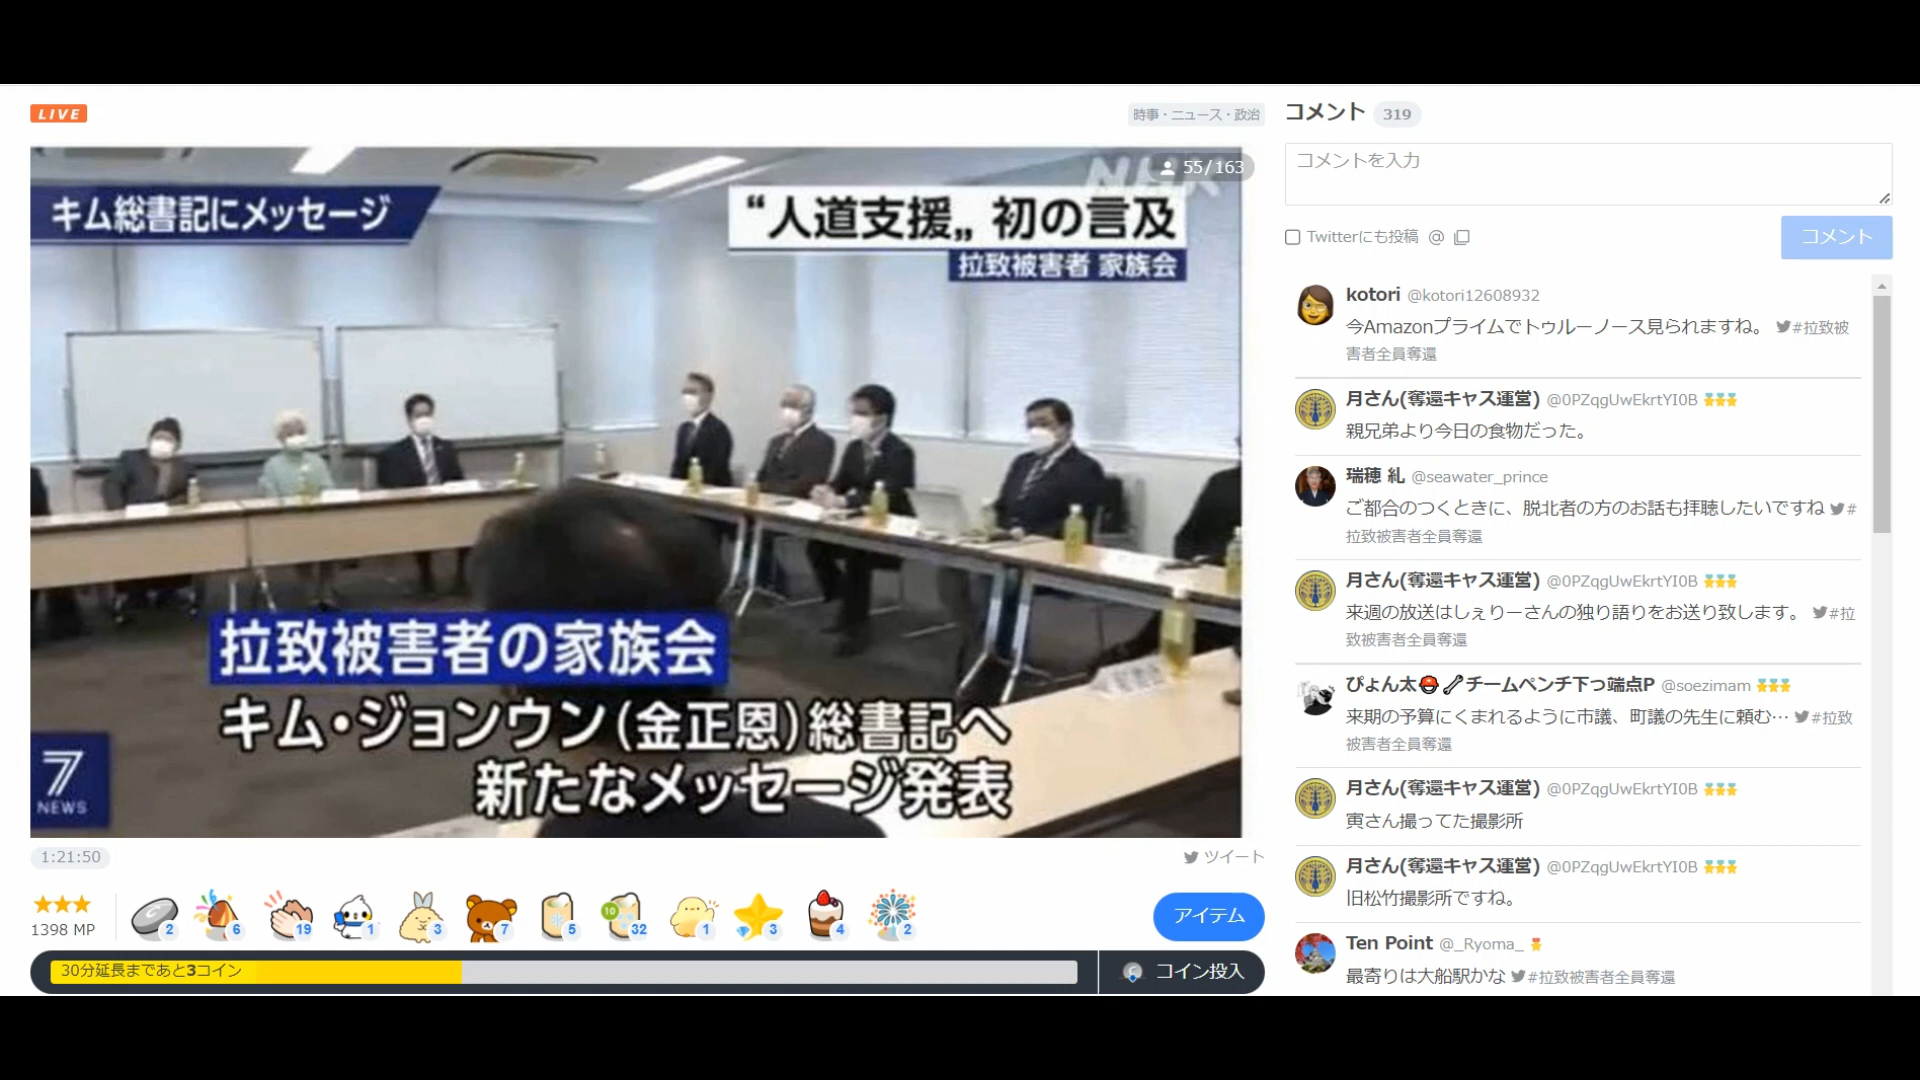 LIVE
時事・ニュース・政治
55/163
NHK
キム総書記にメッセージ
“人道支援„ 初の言及
拉致被害者 家族会
拉致被害者の家族会
キム・ジョンウン(金正恩)総書記へ
新たなメッセージ発表
7
NEWS
1:21:50
ツイート
1398 MP
2
6
19
1
3
7
5
10
32
1
3
4
2
アイテム
30分延長まであと3コイン
コイン投入
コメント 319
コメントを入力
Twitterにも投稿 @
コメント
kotori @kotori12608932
今Amazonプライムでトゥルーノース見られますね。 #拉致被
害者全員奪還
月さん(奪還キャス運営) @0PZqgUwEkrtYI0B
親兄弟より今日の食物だった。
瑞穂 糺 @seawater_prince
ご都合のつくときに、脱北者の方のお話も拝聴したいですね #
拉致被害者全員奪還
月さん(奪還キャス運営) @0PZqgUwEkrtYI0B
来週の放送はしぇりーさんの独り語りをお送り致します。 #拉
致被害者全員奪還
ぴょん太チームペンチ下っ端点P @soezimam
来期の予算にくまれるように市議、町議の先生に頼む… #拉致
被害者全員奪還
月さん(奪還キャス運営) @0PZqgUwEkrtYI0B
寅さん撮ってた撮影所
月さん(奪還キャス運営) @0PZqgUwEkrtYI0B
旧松竹撮影所ですね。
Ten Point @_Ryoma_
最寄りは大船駅かな #拉致被害者全員奪還